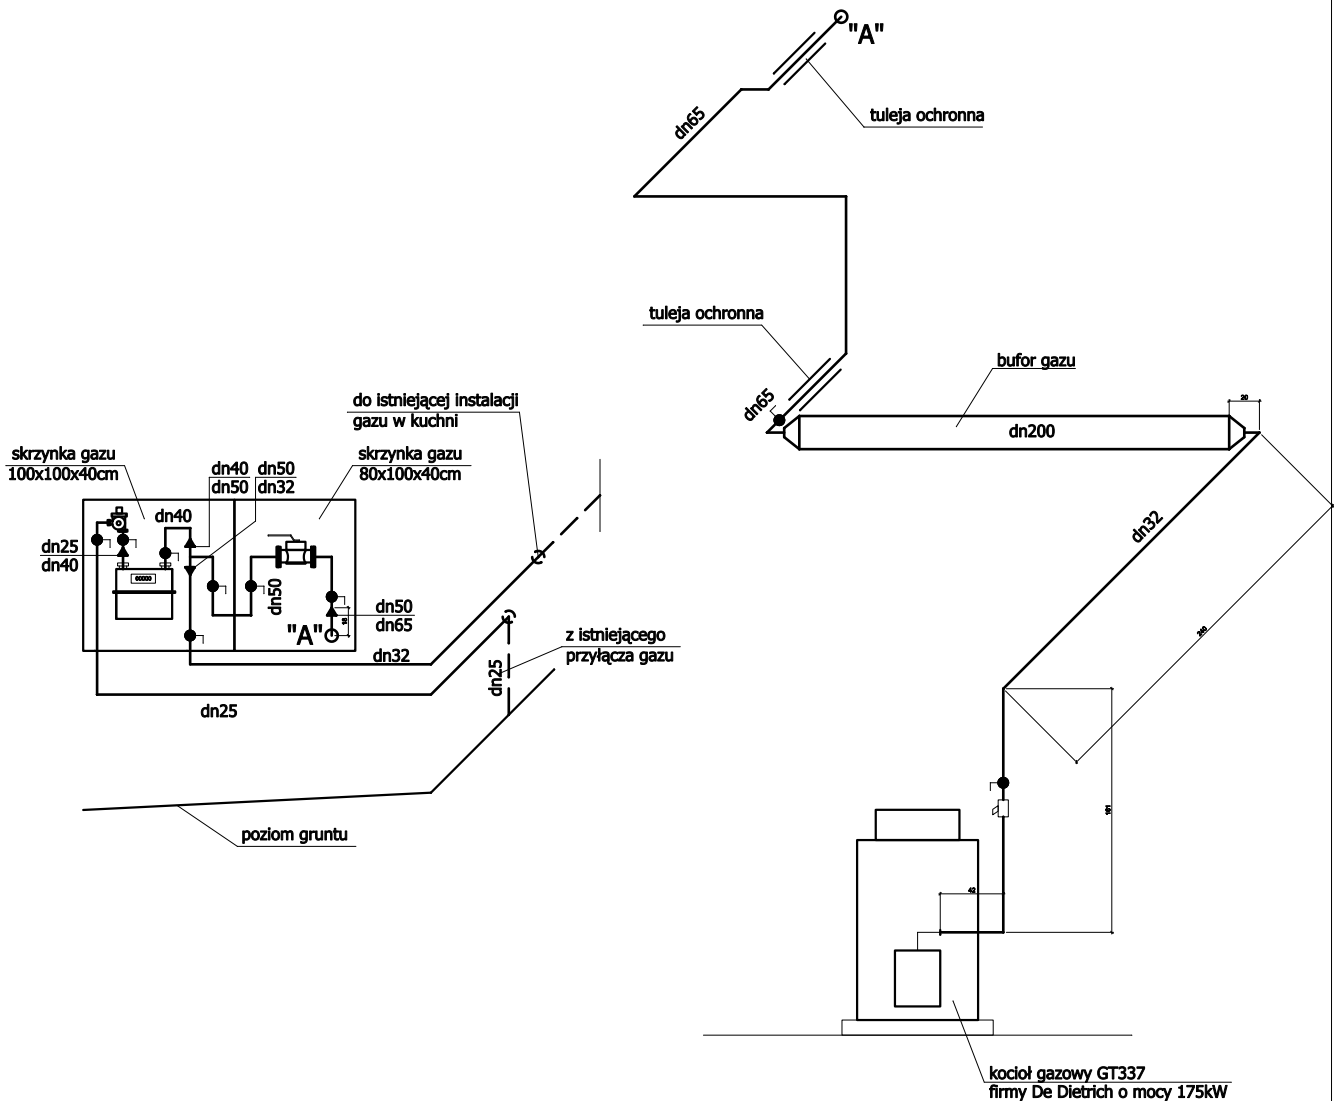 "A"
tuleja ochronna
dn65
tuleja ochronna
bufor gazu
dn65
dn200
20
do istniejącej instalacji
gazu w kuchni
skrzynka gazu
100x100x40cm
dn40
dn50
dn50
dn32
skrzynka gazu
80x100x40cm
dn40
dn25
dn40
00000
dn50
dn50
dn65
"A"
dn32
dn25
dn25
z istniejącego
przyłącza gazu
poziom gruntu
dn32
42
kocioł gazowy GT337
firmy De Dietrich o mocy 175kW